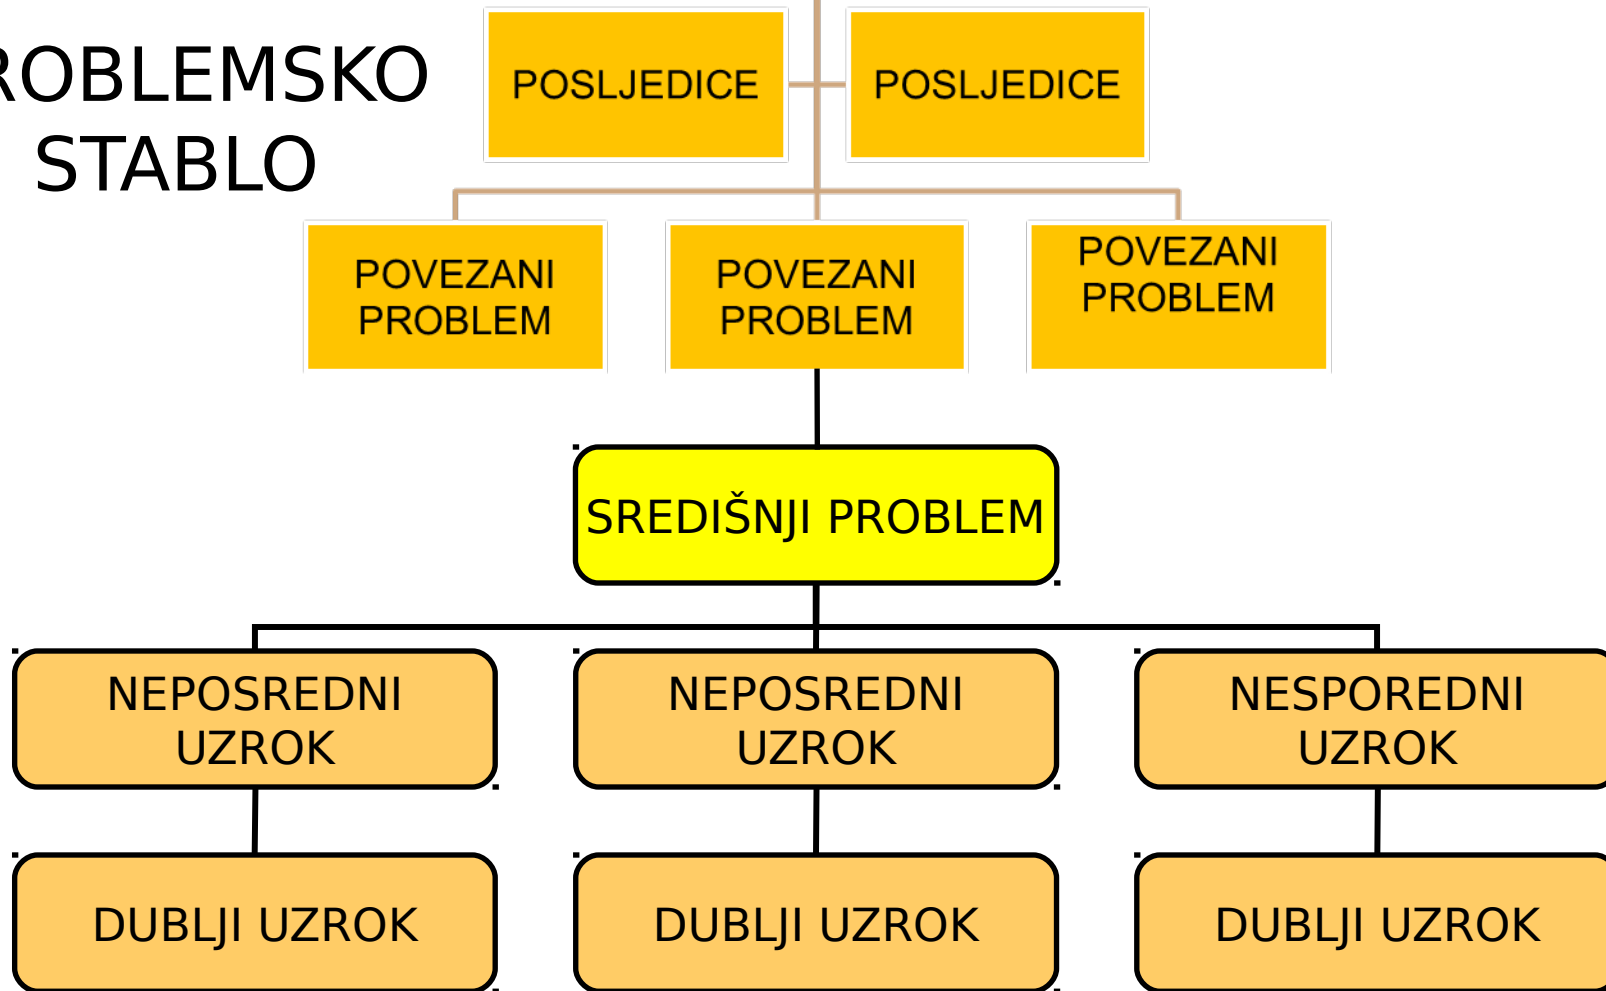 ROBLEMSKO
STABLO
POSLJEDICE
POSLJEDICE
POVEZANI
PROBLEM
POVEZANI
PROBLEM
POVEZANI
PROBLEM
SREDIŠNJI PROBLEM
NEPOSREDNI
UZROK
NEPOSREDNI
UZROK
NESPOREDNI
UZROK
DUBLJI UZROK
DUBLJI UZROK
DUBLJI UZROK